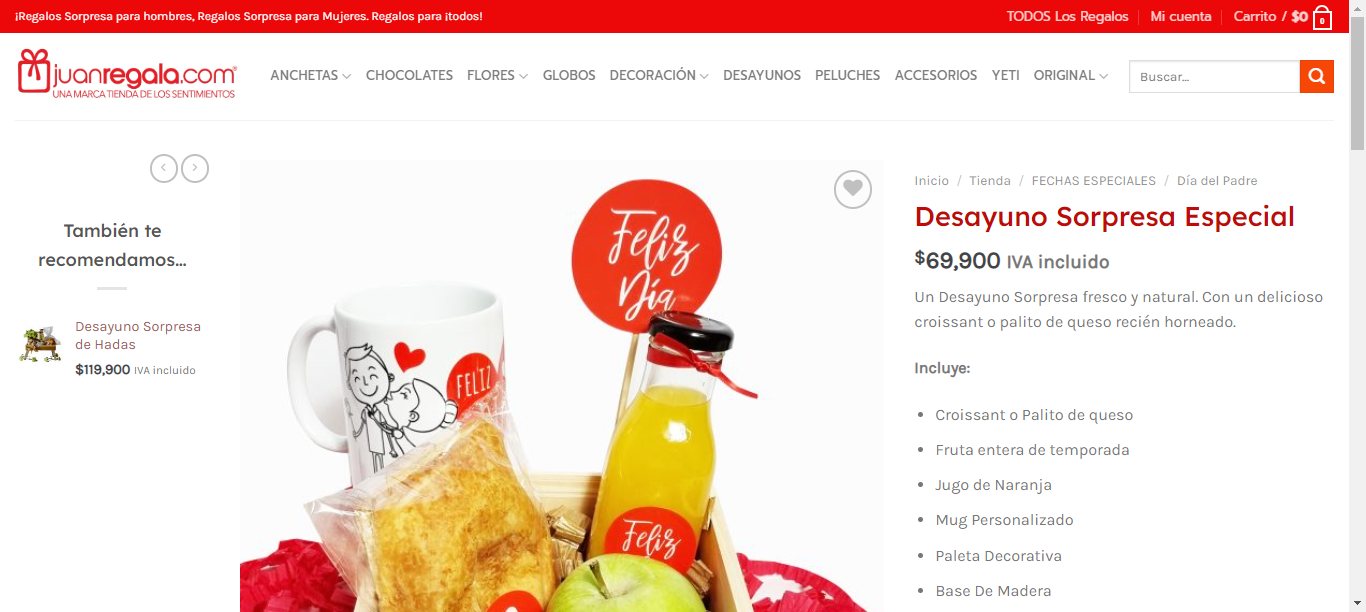 ¡Regalos Sorpresa para hombres, Regalos Sorpresa para Mujeres. Regalos para ¡todos!
TODOS Los Regalos
Mi cuenta
Carrito / $0
0
juanregala.com®
UNA MARCA TIENDA DE LOS SENTIMIENTOS
ANCHETAS
CHOCOLATES
FLORES
GLOBOS
DECORACIÓN
DESAYUNOS
PELUCHES
ACCESORIOS
YETI
ORIGINAL
Buscar...
También te
recomendamos...
Desayuno Sorpresa
de Hadas
$119,900 IVA incluido
Feliz
Día
FELIZ
Feliz
Inicio / Tienda / FECHAS ESPECIALES / Día del Padre
Desayuno Sorpresa Especial
$69,900 IVA incluido
Un Desayuno Sorpresa fresco y natural. Con un delicioso
croissant o palito de queso recién horneado.
Incluye:
Croissant o Palito de queso
Fruta entera de temporada
Jugo de Naranja
Mug Personalizado
Paleta Decorativa
Base De Madera